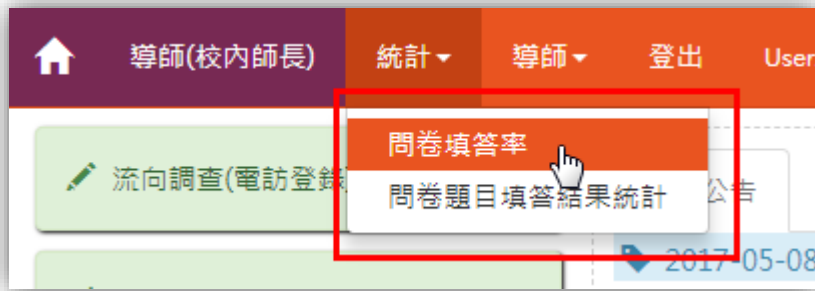 導師(校內師長) 統計 導師 登出 User
問卷填答率
流向調查(電訪登錄
問卷題目填答結果統計
公告
2017-05-08